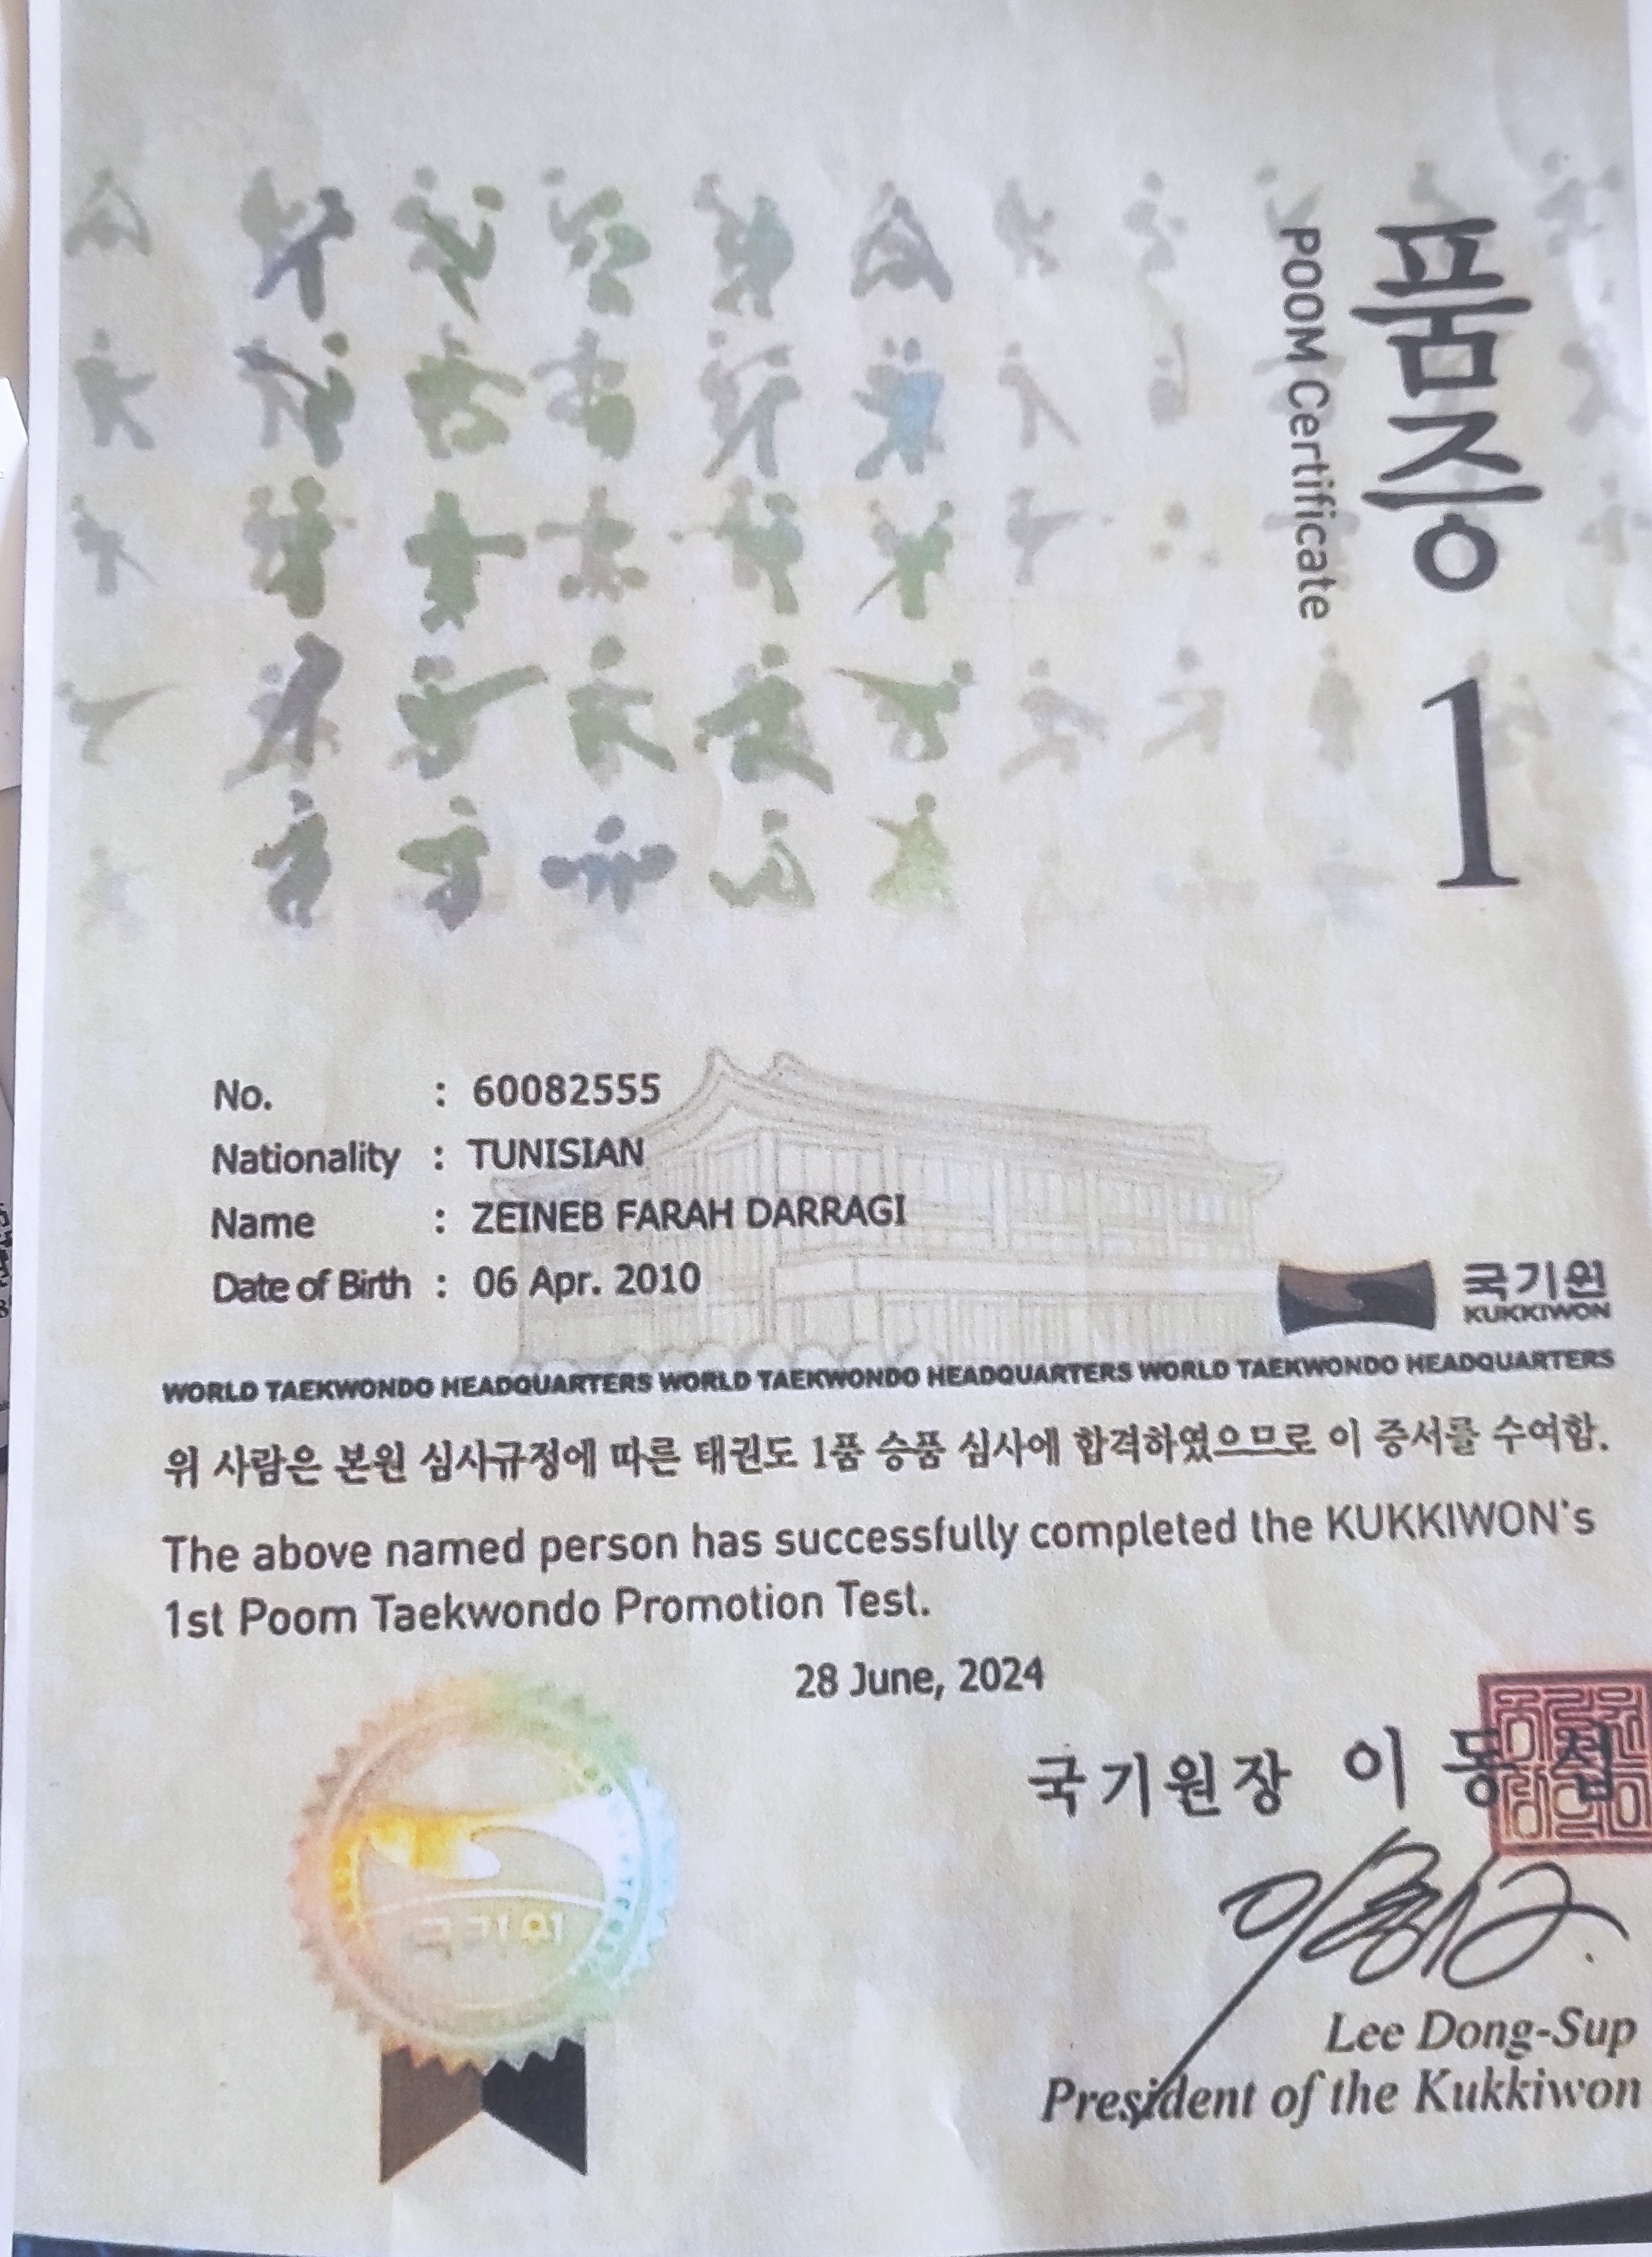 품증 1
POOM Certificate
No. : 60082555
Nationality : TUNISIAN
Name : ZEINEB FARAH DARRAGI
Date of Birth : 06 Apr. 2010
국기원
KUKKIWON
WORLD TAEKWONDO HEADQUARTERS WORLD TAEKWONDO HEADQUARTERS WORLD TAEKWONDO HEADQUARTERS
위 사람은 본원 심사규정에 따른 태권도 1품 승품 심사에 합격하였으므로 이 증서를 수여함.
The above named person has successfully completed the KUKKIWON's
1st Poom Taekwondo Promotion Test.
28 June, 2024
국기원장 이 동 섭
국기원
Lee Dong-Sup
President of the Kukkiwon